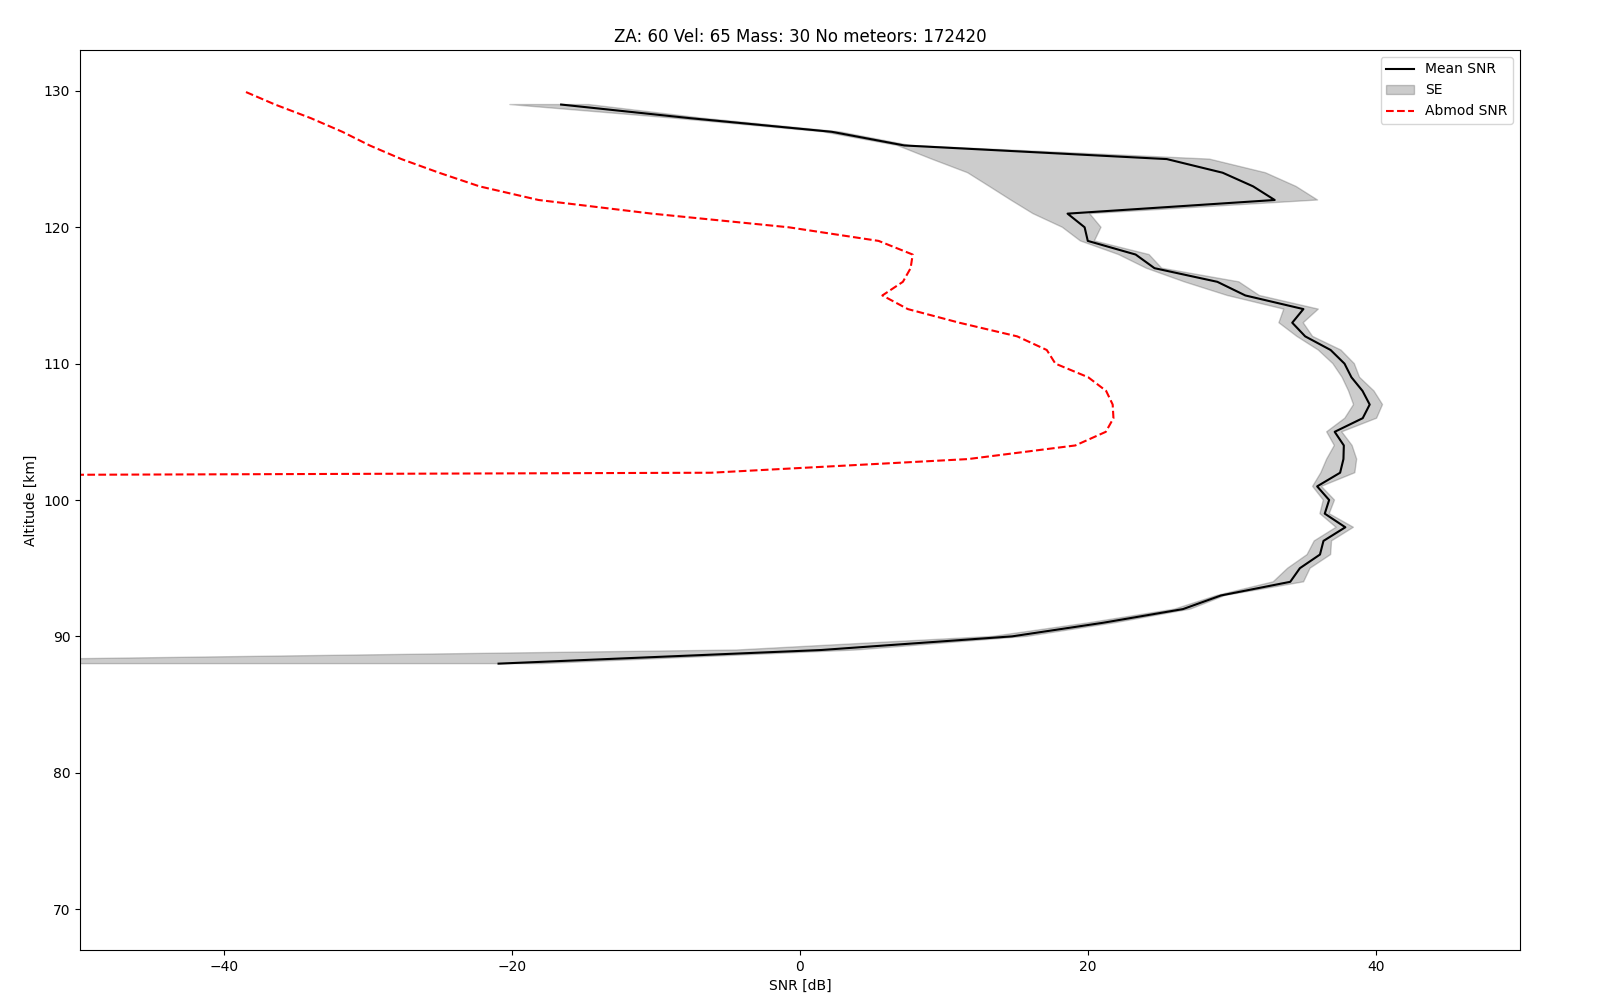 ZA: 60 Vel: 65 Mass: 30 No meteors: 172420
Mean SNR
SE
Abmod SNR
130
120
110
100
90
80
70
Altitude [km]
−40
−20
0
20
40
SNR [dB]